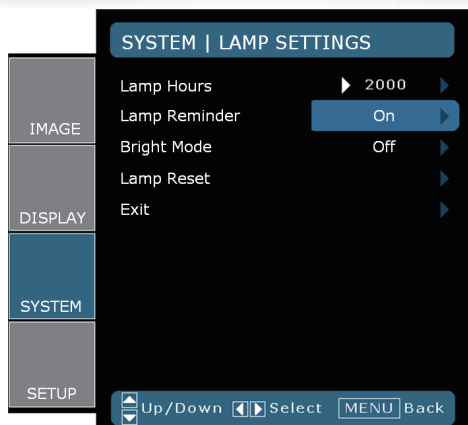 SYSTEM | LAMP SETTINGS
Lamp Hours 2000
Lamp Reminder On
Bright Mode Off
Lamp Reset
Exit
IMAGE
DISPLAY
SYSTEM
SETUP
Up/Down Select MENU Back